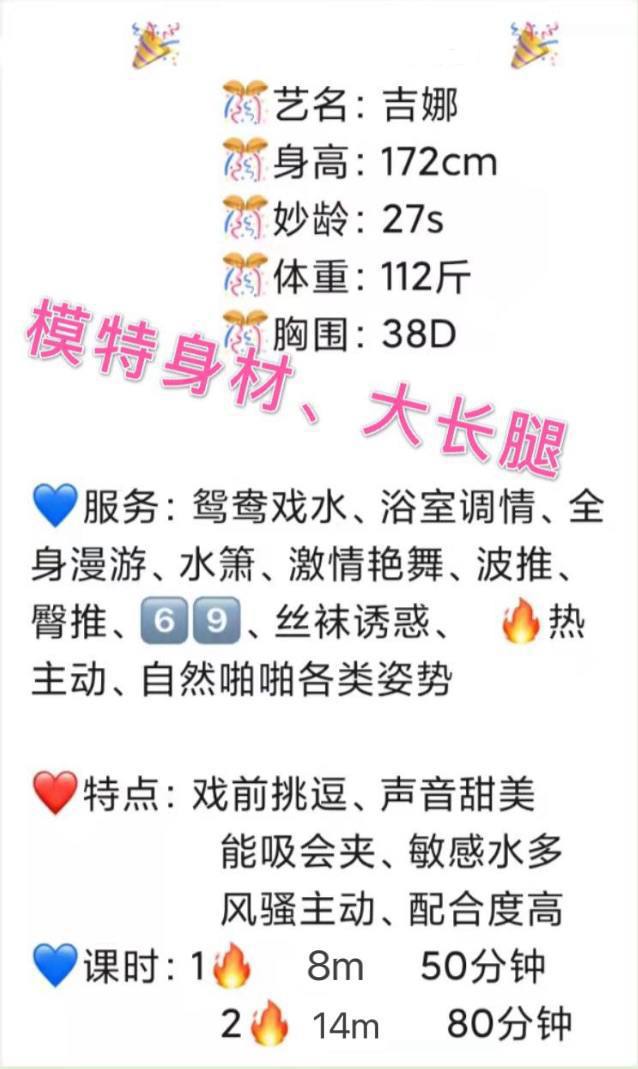 艺名：吉娜
身高：172cm
妙龄：27s
体重：112斤
胸围：38D
模特身材、大长腿
💙服务：鸳鸯戏水、浴室调情、全
身漫游、水箫、激情艳舞、波推、
臀推、6️⃣9️⃣、丝袜诱惑、 🔥热
主动、自然啪啪各类姿势
❤️特点：戏前挑逗、声音甜美
能吸会夹、敏感水多
风骚主动、配合度高
💙课时：1🔥 8m 50分钟
2🔥 14m 80分钟